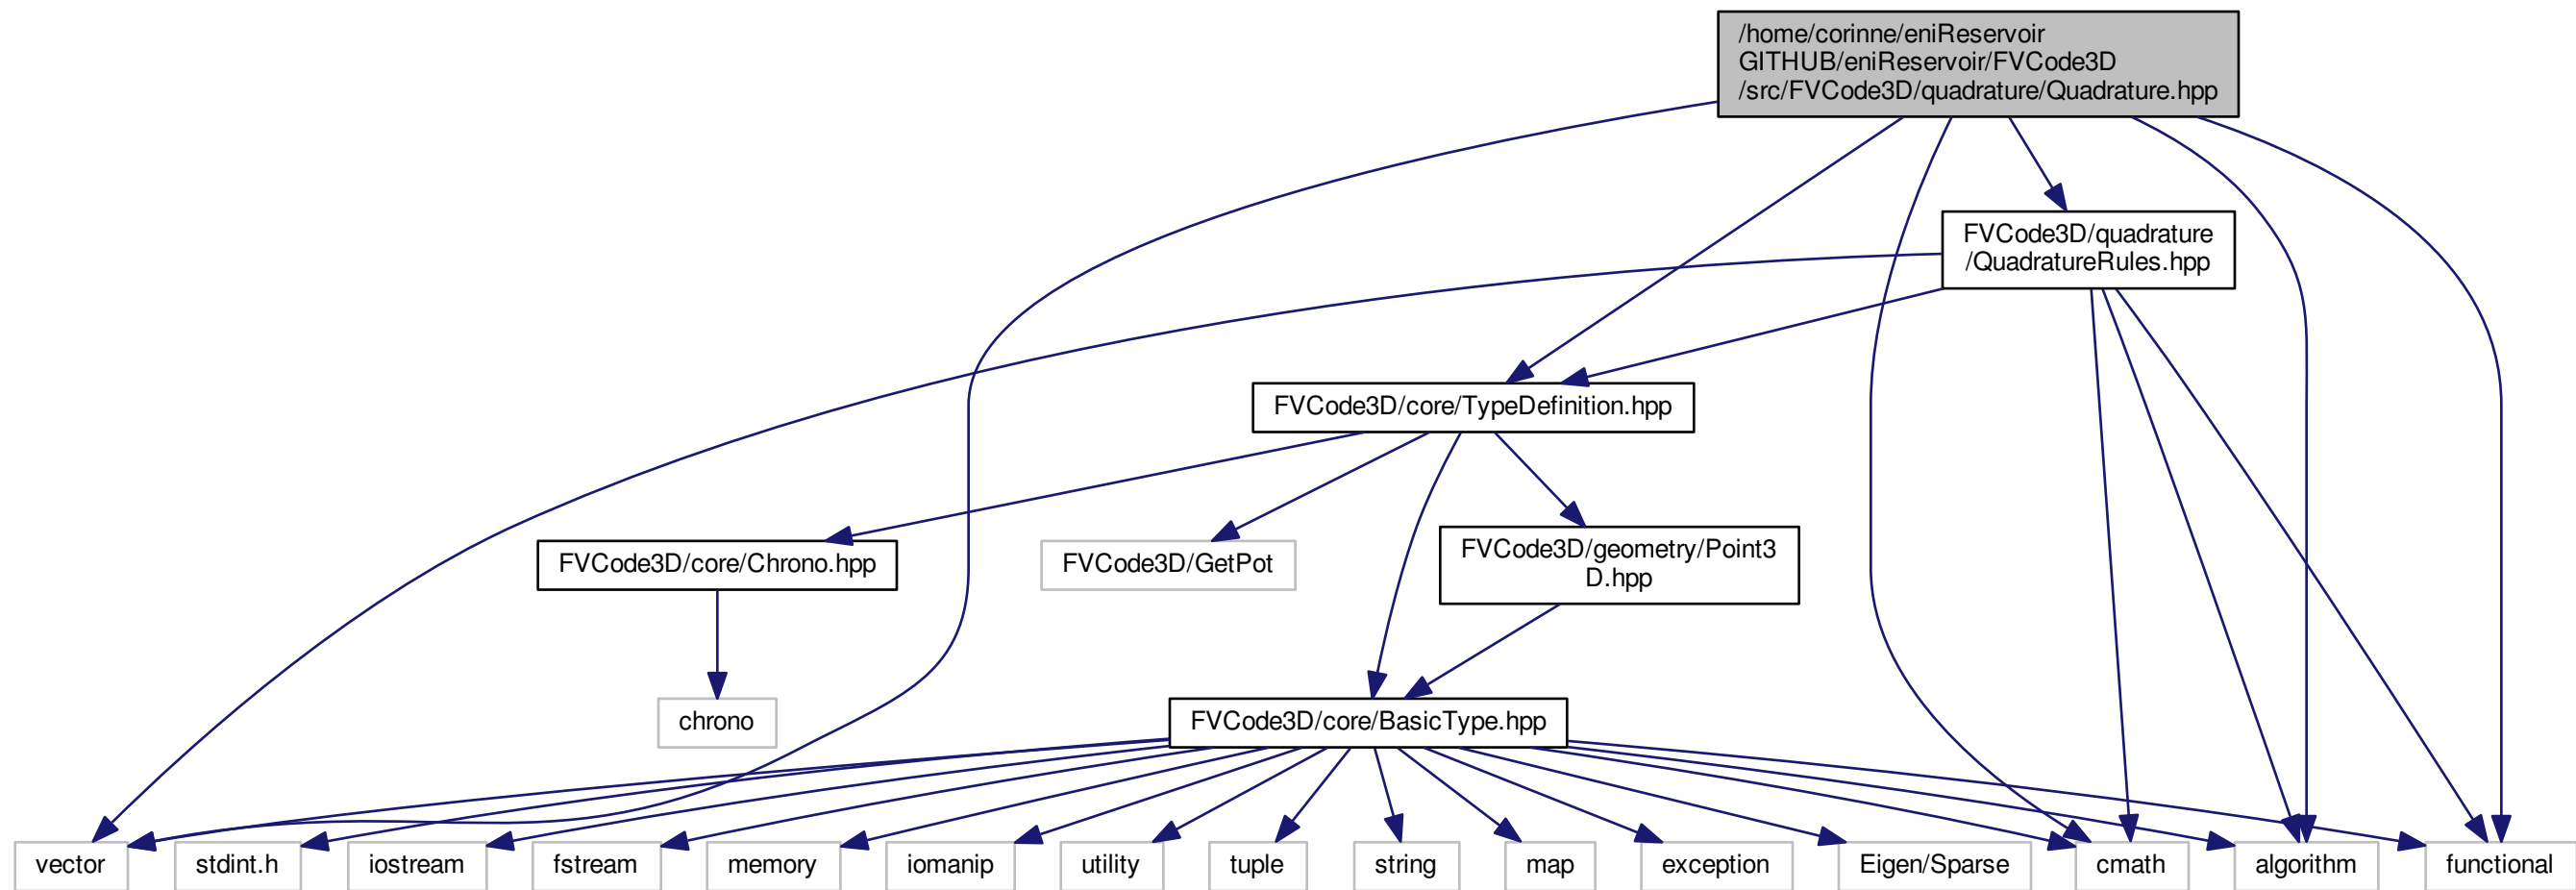 /home/corinne/eniReservoir
GITHUB/eniReservoir/FVCode3D
/src/FVCode3D/quadrature/Quadrature.hpp
FVCode3D/quadrature
/QuadratureRules.hpp
FVCode3D/core/TypeDefinition.hpp
FVCode3D/core/Chrono.hpp
FVCode3D/GetPot
FVCode3D/geometry/Point3
D.hpp
chrono
FVCode3D/core/BasicType.hpp
vector
stdint.h
iostream
fstream
memory
iomanip
utility
tuple
string
map
exception
Eigen/Sparse
cmath
algorithm
functional